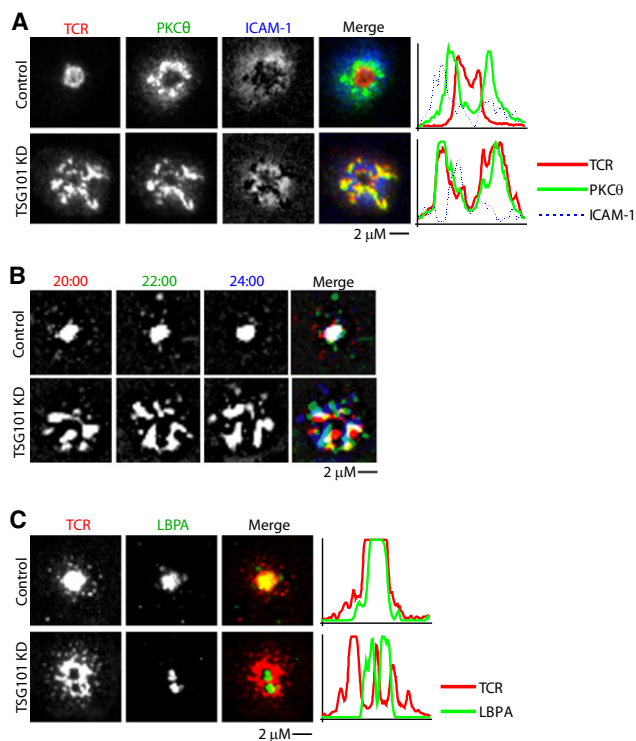 A
TCR PKCθ ICAM-1 Merge
Control
TSG101 KD
TCR
PKCθ
ICAM-1
2 µM
B
20:00 22:00 24:00 Merge
Control
TSG101 KD
2 µM
C
TCR LBPA Merge
Control
TSG101 KD
TCR
LBPA
2 µM